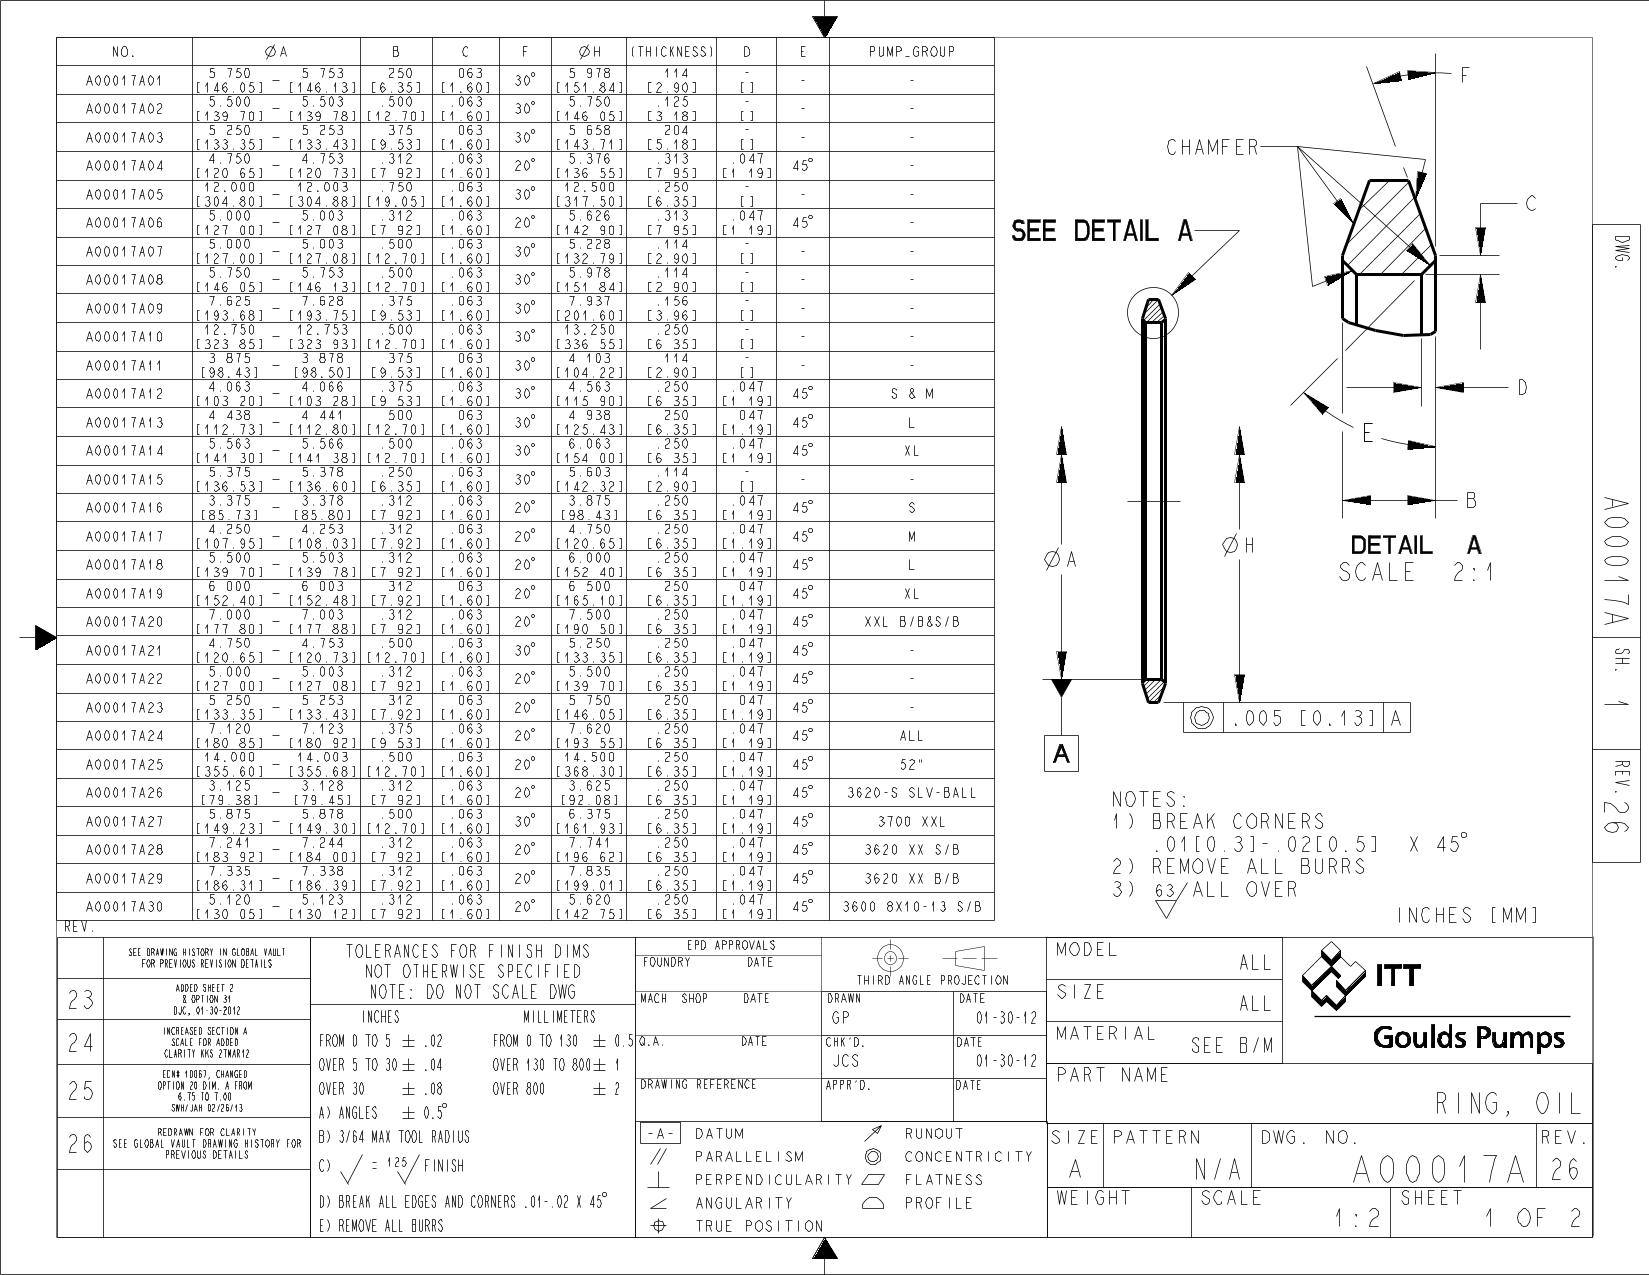 NO. ØA B C F ØH (THICKNESS) D E PUMP_GROUP
A00017A01 5 750 [146.05] – 5 753 [146.13] 250 [6.35] 063 [1.60] 30° 5 978 [151.84] 114 [2.90] - [] - -
A00017A02 5.500 [139 70] – 5.503 [139 78] .500 [12.70] .063 [1 60] 30° 5.750 [146 05] .125 [3 18] - [] - -
A00017A03 5 250 [133.35] – 5 253 [133.43] 375 [9.53] 063 [1.60] 30° 5 658 [143.71] 204 [5.18] - [] - -
A00017A04 4.750 [120 65] – 4.753 [120 73] .312 [7 92] .063 [1 60] 20° 5.376 [136 55] .313 [7 95] .047 [1 19] 45° -
A00017A05 12.000 [304.80] – 12.003 [304.88] .750 [19.05] .063 [1.60] 30° 12.500 [317.50] .250 [6.35] - [] - -
A00017A06 5.000 [127 00] – 5.003 [127 08] .312 [7 92] .063 [1 60] 20° 5.626 [142 90] .313 [7 95] .047 [1 19] 45° -
A00017A07 5.000 [127.00] – 5.003 [127.08] .500 [12.70] .063 [1.60] 30° 5.228 [132.79] .114 [2.90] - [] - -
A00017A08 5.750 [146 05] – 5.753 [146 13] .500 [12.70] .063 [1 60] 30° 5.978 [151 84] .114 [2 90] - [] - -
A00017A09 7.625 [193.68] – 7.628 [193.75] .375 [9.53] .063 [1.60] 30° 7.937 [201.60] .156 [3.96] - [] - -
A00017A10 12.750 [323 85] – 12.753 [323 93] .500 [12.70] .063 [1 60] 30° 13.250 [336 55] .250 [6 35] - [] - -
A00017A11 3 875 [98.43] – 3 878 [98.50] 375 [9.53] 063 [1.60] 30° 4 103 [104.22] 114 [2.90] - [] - -
A00017A12 4.063 [103 20] – 4.066 [103 28] .375 [9 53] .063 [1 60] 30° 4.563 [115 90] .250 [6 35] .047 [1 19] 45° S & M
A00017A13 4 438 [112.73] – 4 441 [112.80] 500 [12.70] 063 [1.60] 30° 4 938 [125.43] 250 [6.35] 047 [1.19] 45° L
A00017A14 5.563 [141 30] – 5.566 [141 38] .500 [12.70] .063 [1 60] 30° 6.063 [154 00] .250 [6 35] .047 [1 19] 45° XL
A00017A15 5.375 [136.53] – 5.378 [136.60] .250 [6.35] .063 [1.60] 30° 5.603 [142.32] .114 [2.90] - [] - -
A00017A16 3.375 [85.73] – 3.378 [85.80] .312 [7 92] .063 [1 60] 20° 3.875 [98.43] .250 [6 35] .047 [1 19] 45° S
A00017A17 4.250 [107.95] – 4.253 [108.03] .312 [7.92] .063 [1.60] 20° 4.750 [120.65] .250 [6.35] .047 [1.19] 45° M
A00017A18 5.500 [139 70] – 5.503 [139 78] .312 [7 92] .063 [1 60] 20° 6.000 [152 40] .250 [6 35] .047 [1 19] 45° L
A00017A19 6 000 [152.40] – 6 003 [152.48] 312 [7.92] 063 [1.60] 20° 6 500 [165.10] 250 [6.35] 047 [1.19] 45° XL
A00017A20 7.000 [177 80] – 7.003 [177 88] .312 [7 92] .063 [1 60] 20° 7.500 [190 50] .250 [6 35] .047 [1 19] 45° XXL B/B&S/B
A00017A21 4.750 [120.65] – 4.753 [120.73] .500 [12.70] .063 [1.60] 30° 5.250 [133.35] .250 [6.35] .047 [1.19] 45° -
A00017A22 5.000 [127 00] – 5.003 [127 08] .312 [7 92] .063 [1 60] 20° 5.500 [139 70] .250 [6 35] .047 [1 19] 45° -
A00017A23 5 250 [133.35] – 5 253 [133.43] 312 [7.92] 063 [1.60] 20° 5 750 [146.05] 250 [6.35] 047 [1.19] 45° -
A00017A24 7.120 [180 85] – 7.123 [180 92] .375 [9 53] .063 [1 60] 20° 7.620 [193 55] .250 [6 35] .047 [1 19] 45° ALL
A00017A25 14.000 [355.60] – 14.003 [355.68] .500 [12.70] .063 [1.60] 20° 14.500 [368.30] .250 [6.35] .047 [1.19] 45° 52"
A00017A26 3.125 [79.38] – 3.128 [79.45] .312 [7 92] .063 [1 60] 20° 3.625 [92.08] .250 [6 35] .047 [1 19] 45° 3620-S SLV-BALL
A00017A27 5.875 [149.23] – 5.878 [149.30] .500 [12.70] .063 [1.60] 30° 6.375 [161.93] .250 [6.35] .047 [1.19] 45° 3700 XXL
A00017A28 7.241 [183 92] – 7.244 [184 00] .312 [7 92] .063 [1 60] 20° 7.741 [196 62] .250 [6 35] .047 [1 19] 45° 3620 XX S/B
A00017A29 7.335 [186.31] – 7.338 [186.39] .312 [7.92] .063 [1.60] 20° 7.835 [199.01] .250 [6.35] .047 [1.19] 45° 3620 XX B/B
A00017A30 5.120 [130 05] – 5.123 [130 12] .312 [7 92] .063 [1 60] 20° 5.620 [142 75] .250 [6 35] .047 [1 19] 45° 3600 8X10-13 S/B
F
CHAMFER
C
SEE DETAIL A
D
E
B
ØA
ØH
DETAIL A
SCALE 2:1
.005 [0.13] A
A
NOTES:
1) BREAK CORNERS
.01[0.3]-.02[0.5] X 45°
2) REMOVE ALL BURRS
3) 63/ALL OVER
INCHES [MM]
DWG.
A00017A
SH. 1
REV. 26
REV.
SEE DRAWING HISTORY IN GLOBAL VAULT
FOR PREVIOUS REVISION DETAILS
23
ADDED SHEET 2
& OPTION 31
DJC, 01-30-2012
24
INCREASED SECTION A
SCALE FOR ADDED
CLARITY KKS 27MAR12
25
ECN# 10067, CHANGED
OPTION 20 DIM. A FROM
6.75 TO 7.00
SWH/JAH 02/26/13
26
REDRAWN FOR CLARITY
SEE GLOBAL VAULT DRAWING HISTORY FOR
PREVIOUS DETAILS
TOLERANCES FOR FINISH DIMS
NOT OTHERWISE SPECIFIED
NOTE: DO NOT SCALE DWG
INCHES MILLIMETERS
FROM 0 TO 5 ± .02 FROM 0 TO 130 ± 0.5
OVER 5 TO 30 ± .04 OVER 130 TO 800 ± 1
OVER 30 ± .08 OVER 800 ± 2
A) ANGLES ± 0.5°
B) 3/64 MAX TOOL RADIUS
C) √ = 125/ FINISH
D) BREAK ALL EDGES AND CORNERS .01-.02 X 45°
E) REMOVE ALL BURRS
EPD APPROVALS
FOUNDRY DATE
MACH SHOP DATE
Q.A. DATE
DRAWING REFERENCE
THIRD ANGLE PROJECTION
DRAWN DATE
GP 01-30-12
CHK'D. DATE
JCS 01-30-12
APPR'D. DATE
-A- DATUM
PARALLELISM
PERPENDICULARITY
ANGULARITY
TRUE POSITION
RUNOUT
CONCENTRICITY
FLATNESS
PROFILE
MODEL ALL
SIZE ALL
MATERIAL SEE B/M
ITT
Goulds Pumps
PART NAME
RING, OIL
SIZE A
PATTERN N/A
DWG. NO. A00017A
REV. 26
WEIGHT
SCALE 1:2
SHEET 1 OF 2